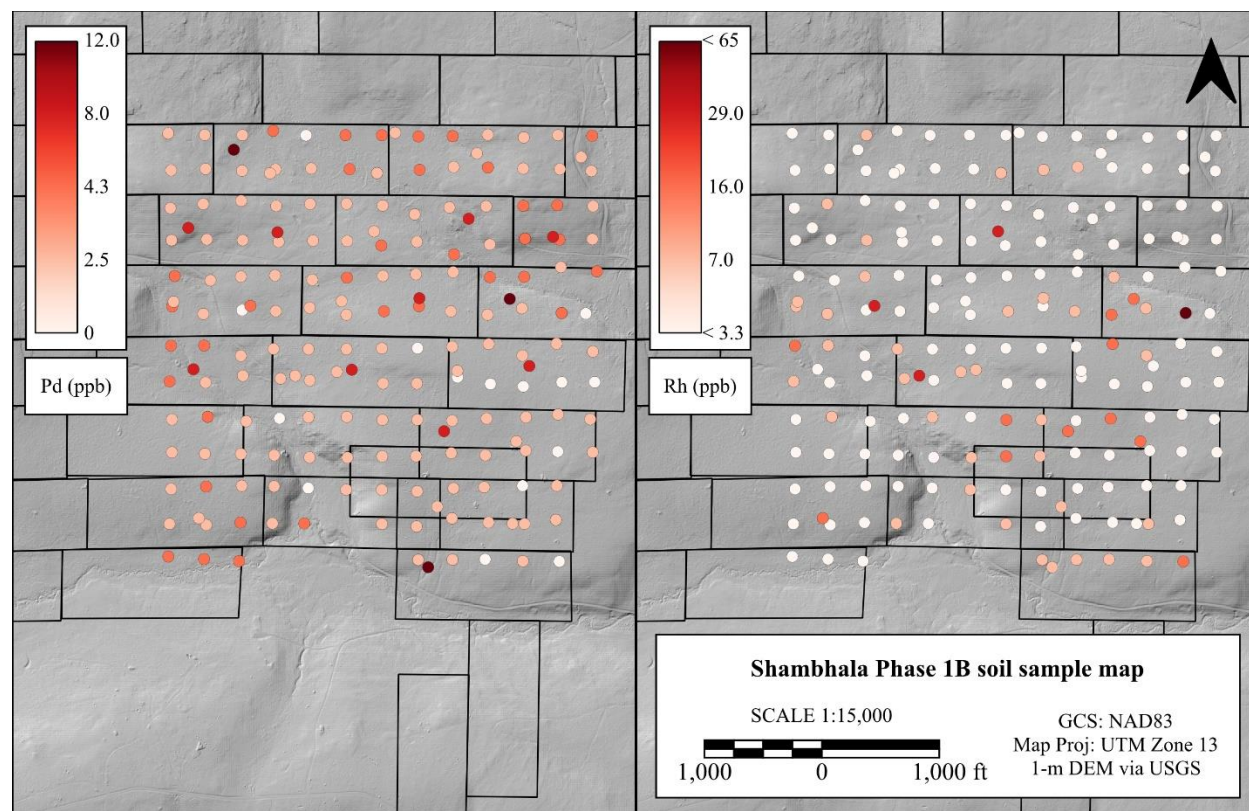 12.0
8.0
4.3
2.5
0
Pd (ppb)
< 65
29.0
16.0
7.0
< 3.3
Rh (ppb)
Shambhala Phase 1B soil sample map
SCALE 1:15,000
1,000
0
1,000 ft
GCS: NAD83
Map Proj: UTM Zone 13
1-m DEM via USGS